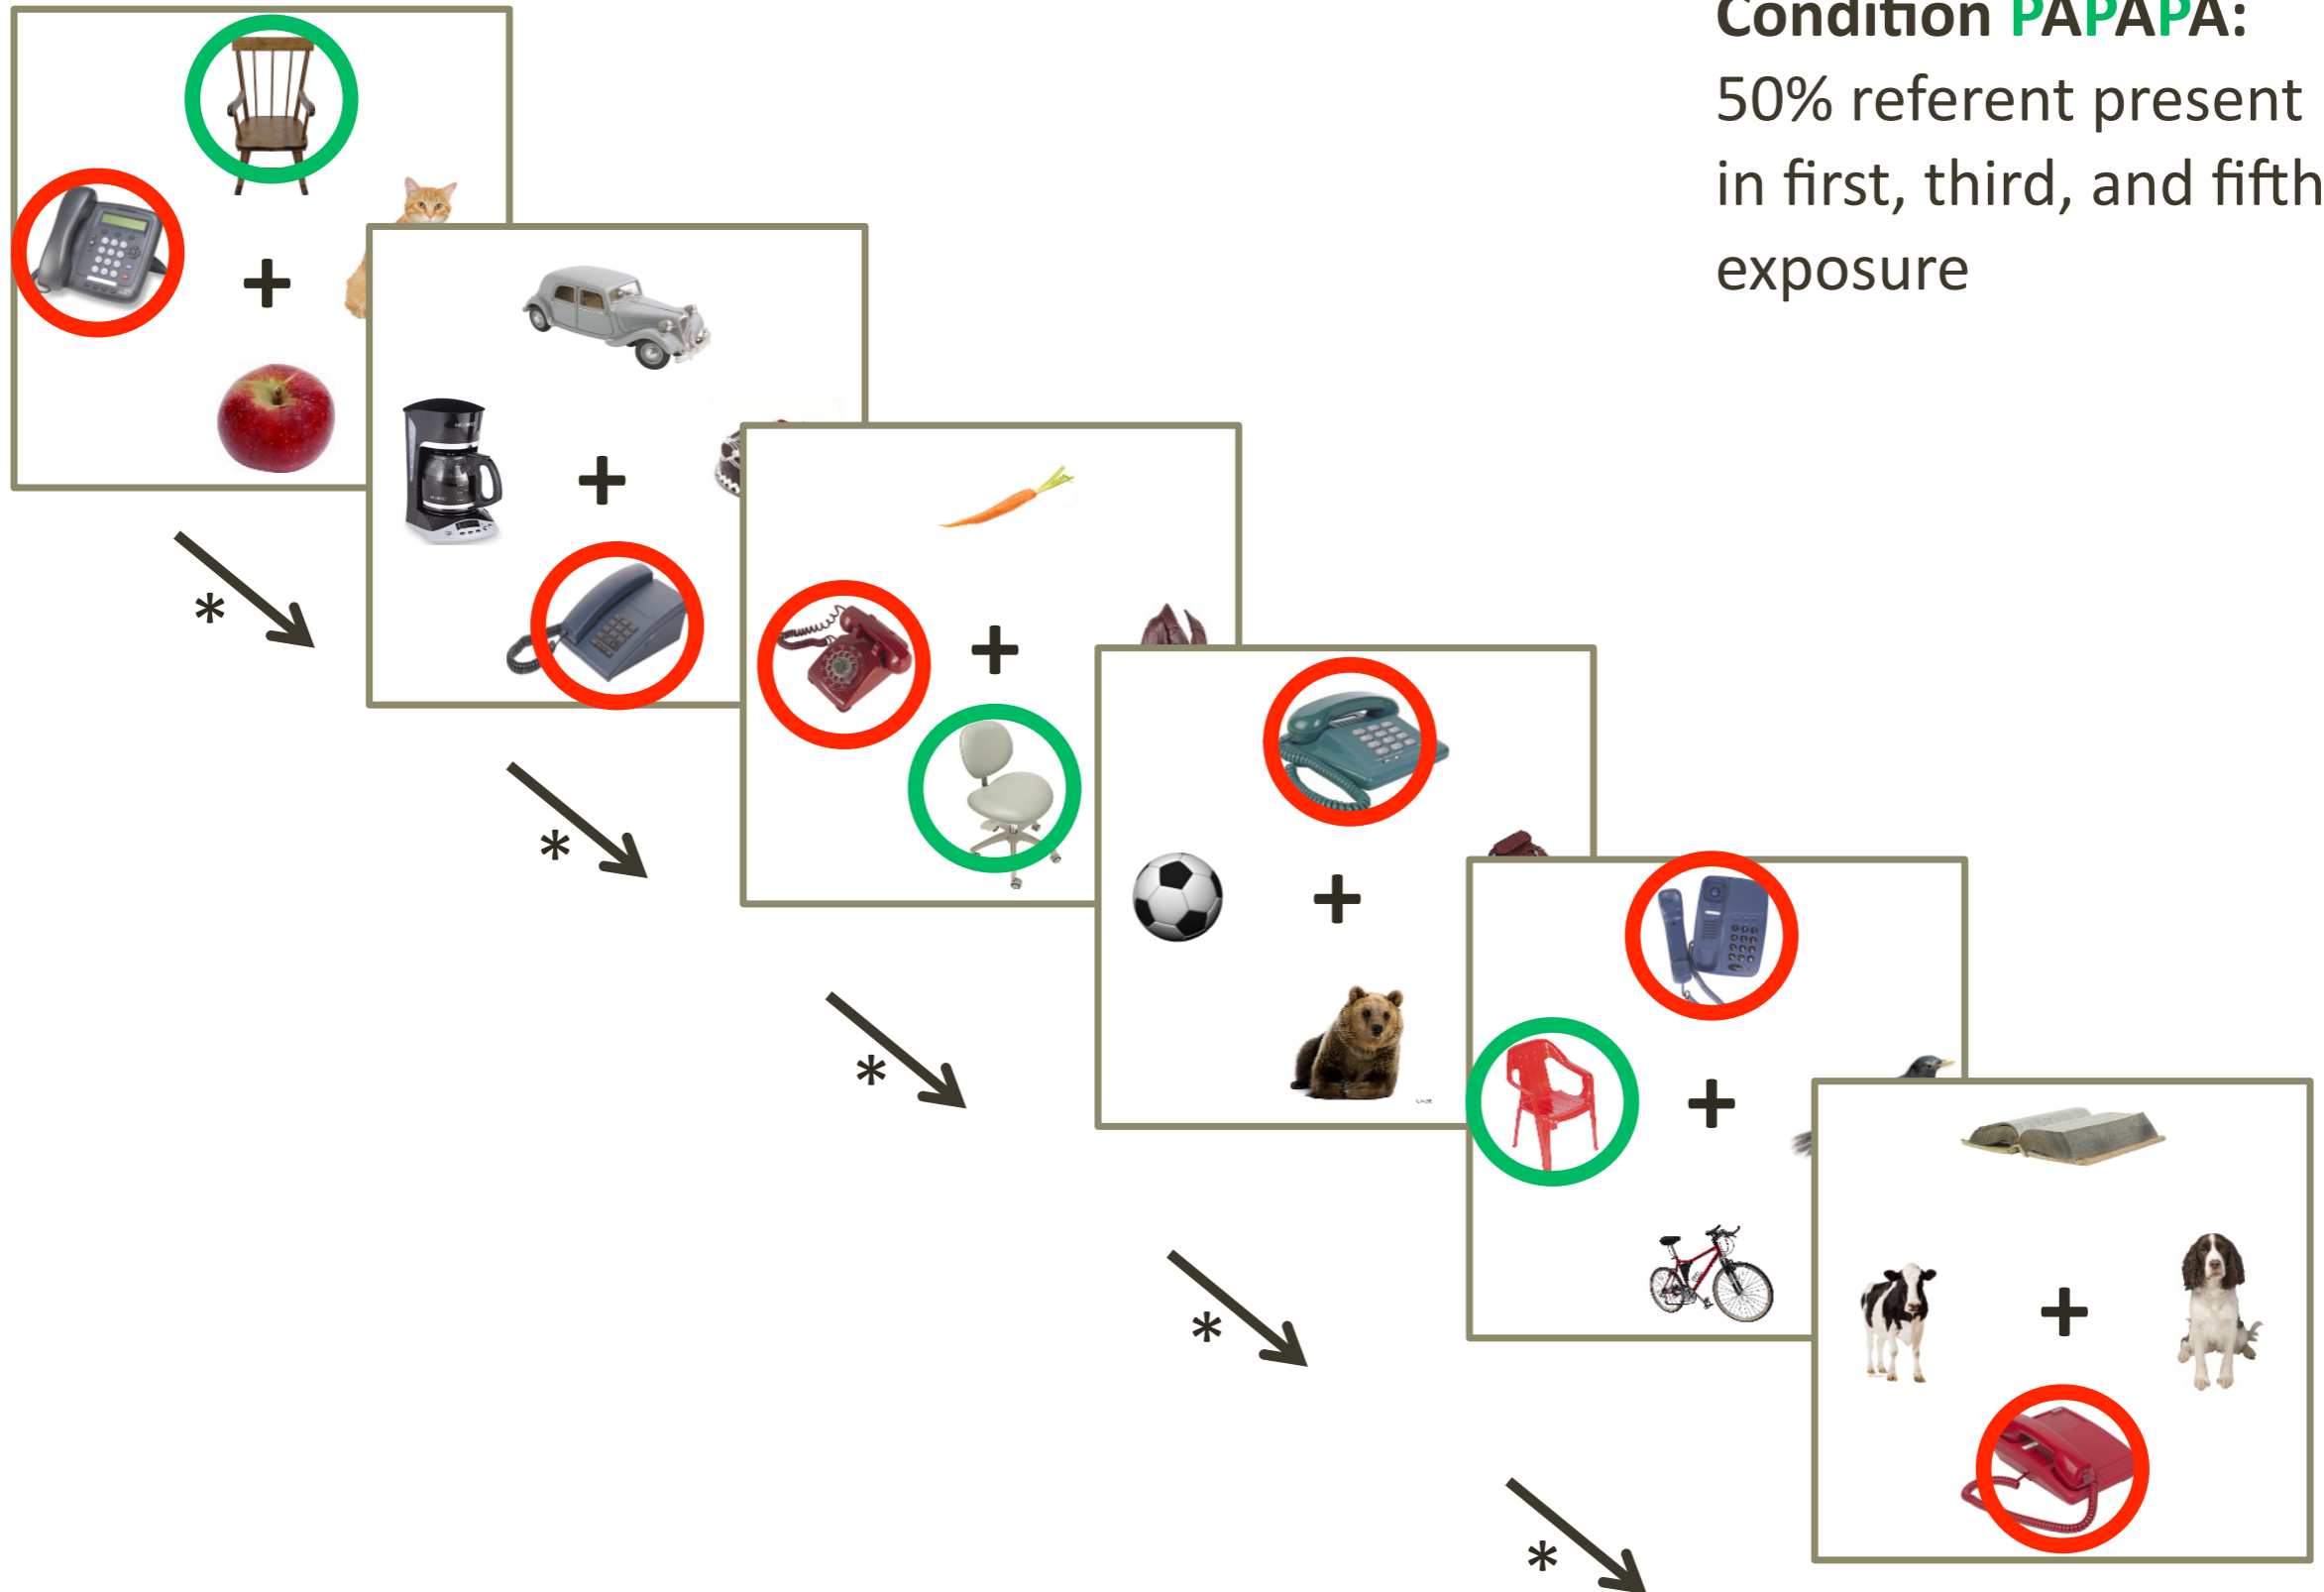 Condition PAPAPA:
50% referent present
in first, third, and fifth
exposure
+
+
*
+
*
+
*
+
*
+
*